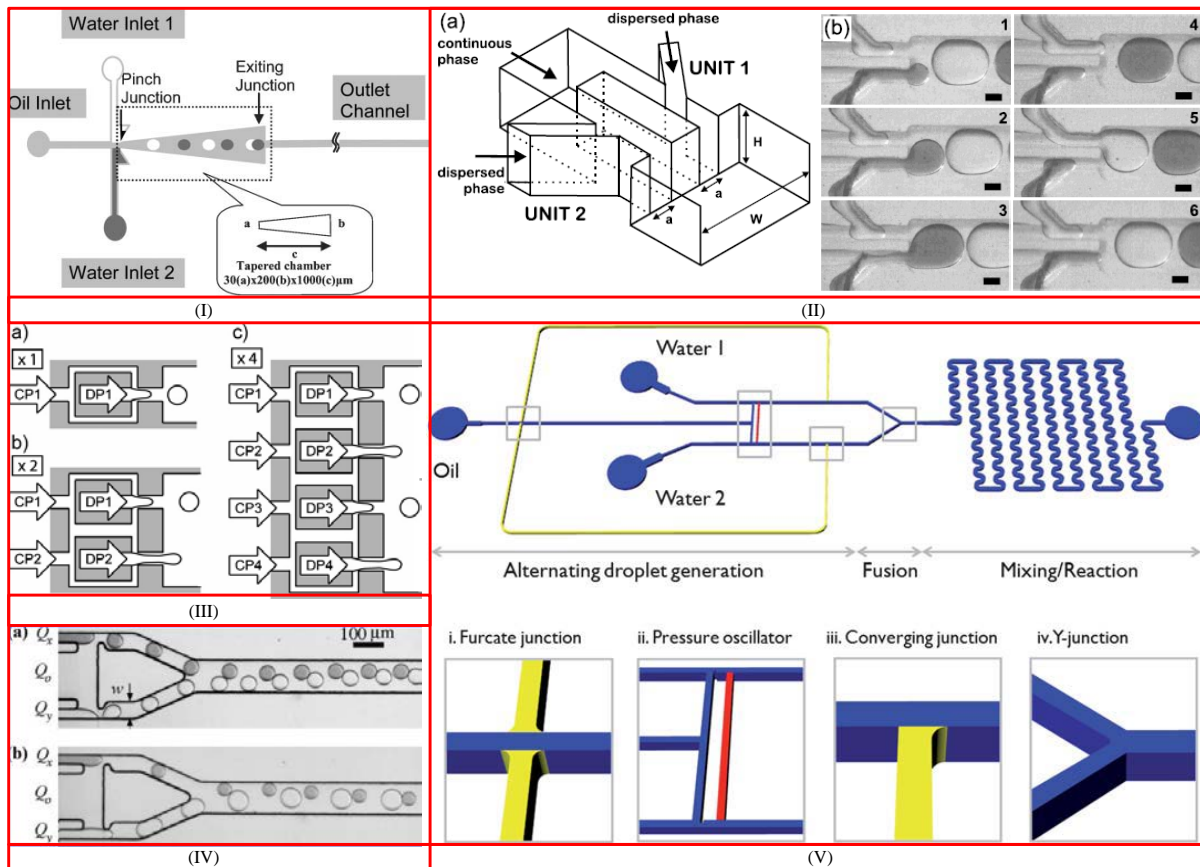 Water Inlet 1
Pinch
Junction
Exiting
Junction
Oil Inlet
Outlet
Channel
a
b
c
Tapered chamber
30(a)x200(b)x1000(c)µm
Water Inlet 2
(I)
(a)
dispersed
phase
continuous
phase
UNIT 1
dispersed
phase
UNIT 2
H
a
a
W
(b)
1
4
2
5
3
6
(II)
a)
x 1
CP1
DP1
b)
x 2
CP1
DP1
CP2
DP2
c)
x 4
CP1
DP1
CP2
DP2
CP3
DP3
CP4
DP4
(III)
(a)
Qx
Qo
Qy
w
100 µm
(b)
Qx
Qo
Qy
(IV)
Water 1
Oil
Water 2
Alternating droplet generation
Fusion
Mixing/Reaction
i. Furcate junction
ii. Pressure oscillator
iii. Converging junction
iv.Y-junction
(V)